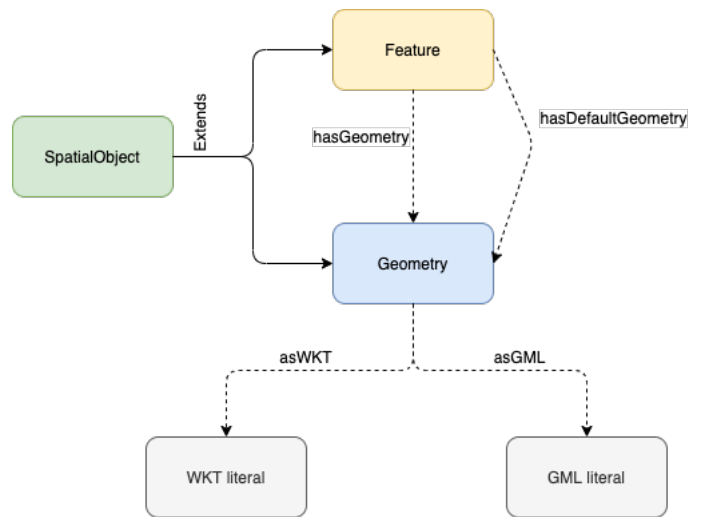 Feature
Extends
hasDefaultGeometry
hasGeometry
SpatialObject
Geometry
asWKT
asGML
WKT literal
GML literal